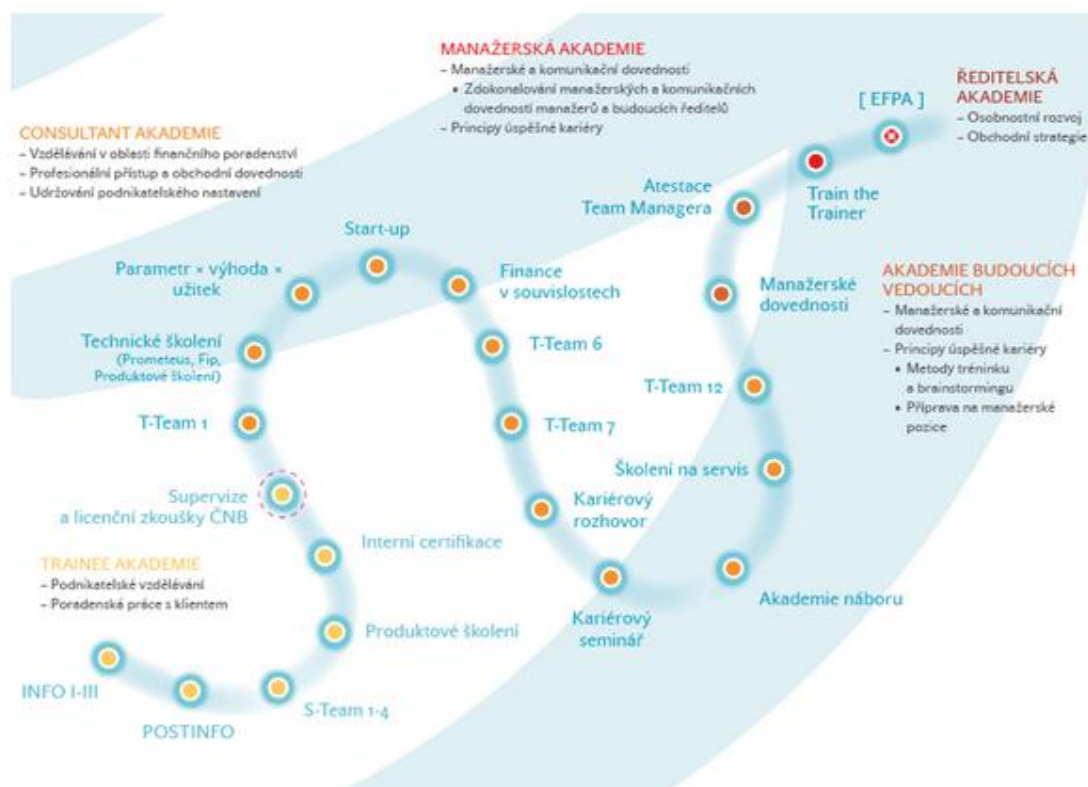 MANAŽERSKÁ AKADEMIE
– Manažerské a komunikační dovednosti
• Zdokonalování manažerských a komunikačních
dovedností manažerů a budoucích ředitelů
– Principy úspěšné kariéry
ŘEDITELSKÁ
AKADEMIE
– Osobnostní rozvoj
– Obchodní strategie
[ EFPA ]
CONSULTANT AKADEMIE
– Vzdělávání v oblasti finančního poradenství
– Profesionální přístup a obchodní dovednosti
– Udržování podnikatelského nastavení
Atestace
Team Managera
Train the
Trainer
Start-up
Parametr × výhoda ×
užitek
Finance
v souvislostech
Manažerské
dovednosti
AKADEMIE BUDOUCÍCH
VEDOUCÍCH
– Manažerské a komunikační
dovednosti
– Principy úspěšné kariéry
• Metody tréninku
a brainstormingu
• Příprava na manažerské
pozice
Technické školení
(Prometeus, Fip,
Produktové školení)
T-Team 6
T-Team 12
T-Team 1
T-Team 7
Školení na servis
Supervize
a licenční zkoušky ČNB
Kariérový
rozhovor
Interní certifikace
TRAINEE AKADEMIE
– Podnikatelské vzdělávání
– Poradenská práce s klientem
Akademie náboru
Kariérový
seminář
Produktové školení
INFO I-III
S-Team 1-4
POSTINFO